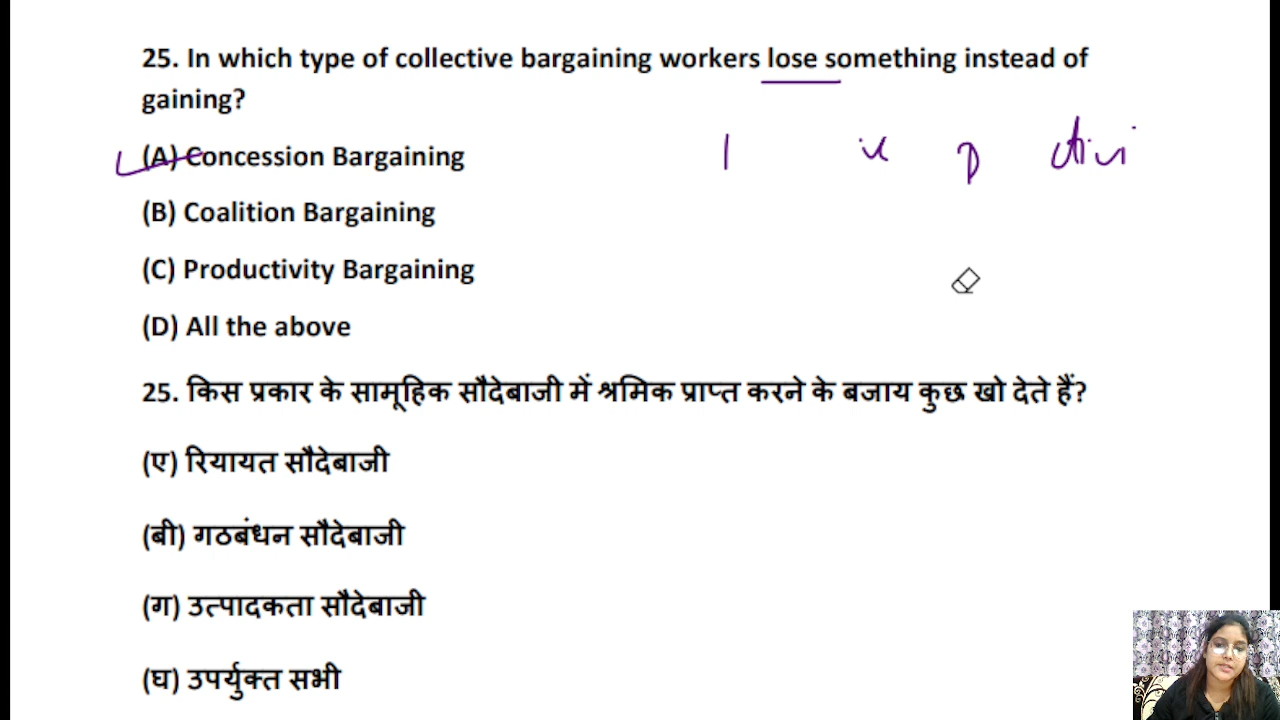 25. In which type of collective bargaining workers lose something instead of
gaining?
(A) Concession Bargaining
(B) Coalition Bargaining
(C) Productivity Bargaining
(D) All the above
25. किस प्रकार के सामूहिक सौदेबाजी में श्रमिक प्राप्त करने के बजाय कुछ खो देते हैं?
(ए) रियायत सौदेबाजी
(बी) गठबंधन सौदेबाजी
(ग) उत्पादकता सौदेबाजी
(घ) उपर्युक्त सभी